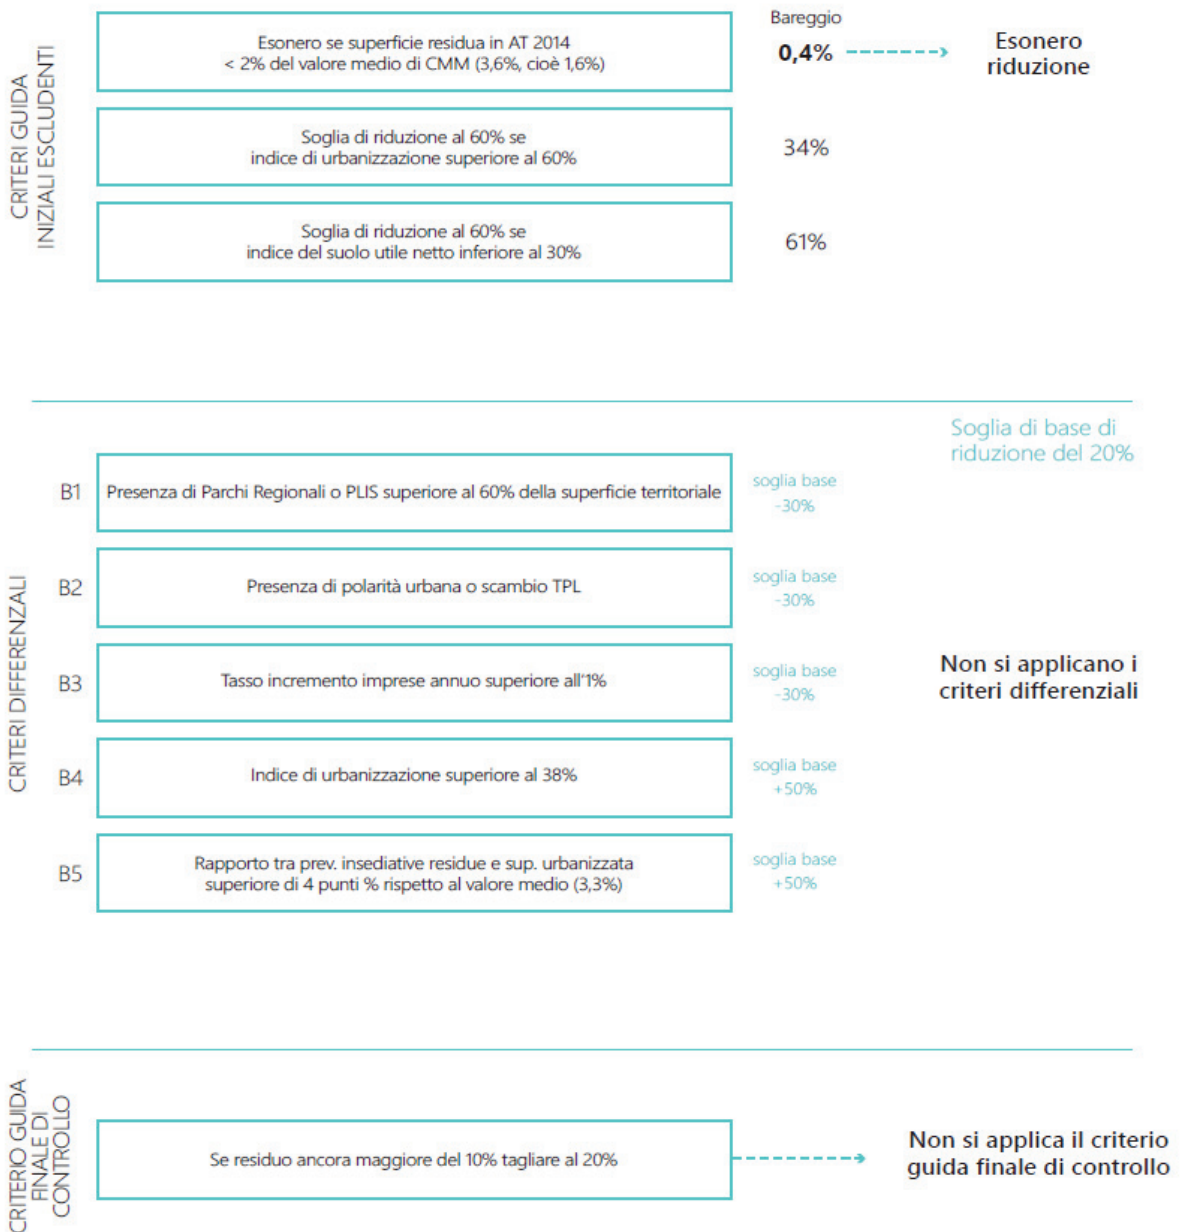 CRITERI GUIDA
INIZIALI ESCLUDENTI
Bareggio
Esonero se superficie residua in AT 2014
< 2% del valore medio di CMM (3,6%, cioè 1,6%)
0,4%
Esonero
riduzione
Soglia di riduzione al 60% se
indice di urbanizzazione superiore al 60%
34%
Soglia di riduzione al 60% se
indice del suolo utile netto inferiore al 30%
61%
Soglia di base di
riduzione del 20%
CRITERI DIFFERENZALI
B1
Presenza di Parchi Regionali o PLIS superiore al 60% della superficie territoriale
soglia base
-30%
B2
Presenza di polarità urbana o scambio TPL
soglia base
-30%
B3
Tasso incremento imprese annuo superiore all'1%
soglia base
-30%
Non si applicano i
criteri differenziali
B4
Indice di urbanizzazione superiore al 38%
soglia base
+50%
B5
Rapporto tra prev. insediative residue e sup. urbanizzata
superiore di 4 punti % rispetto al valore medio (3,3%)
soglia base
+50%
CRITERIO GUIDA
FINALE DI
CONTROLLO
Se residuo ancora maggiore del 10% tagliare al 20%
Non si applica il criterio
guida finale di controllo